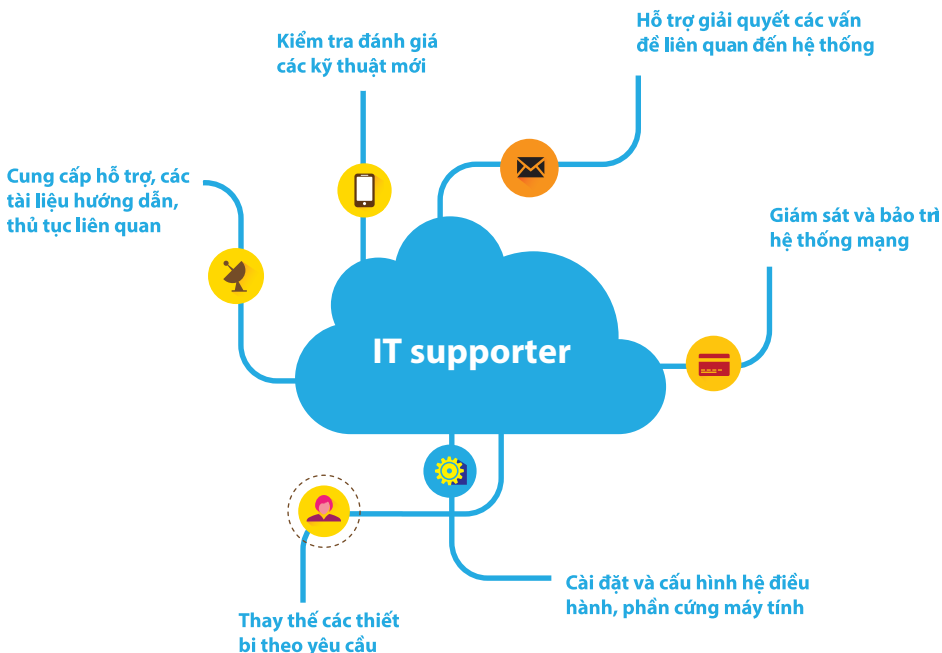 Kiểm tra đánh giá
các kỹ thuật mới
Hỗ trợ giải quyết các vấn
đề liên quan đến hệ thống
Cung cấp hỗ trợ, các
tài liệu hướng dẫn,
thủ tục liên quan
Giám sát và bảo trì
hệ thống mạng
IT supporter
Cài đặt và cấu hình hệ điều
hành, phần cứng máy tính
Thay thế các thiết
bị theo yêu cầu